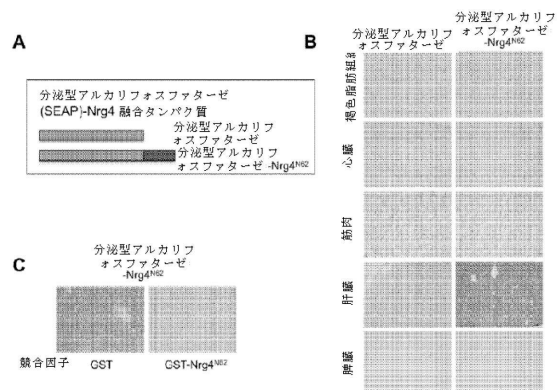 A
分泌型アルカリフォスファターゼ
(SEAP)-Nrg4 融合タンパク質
分泌型アルカリフ
ォスファターゼ
分泌型アルカリフ
ォスファターゼ -Nrg4N62
B
分泌型アルカリフ
ォスファターゼ
分泌型アルカリフ
ォスファターゼ
-Nrg4N62
褐色脂肪組織
心臓
筋肉
肝臓
脾臓
C
分泌型アルカリフ
ォスファターゼ
-Nrg4N62
競合因子
GST
GST-Nrg4N62